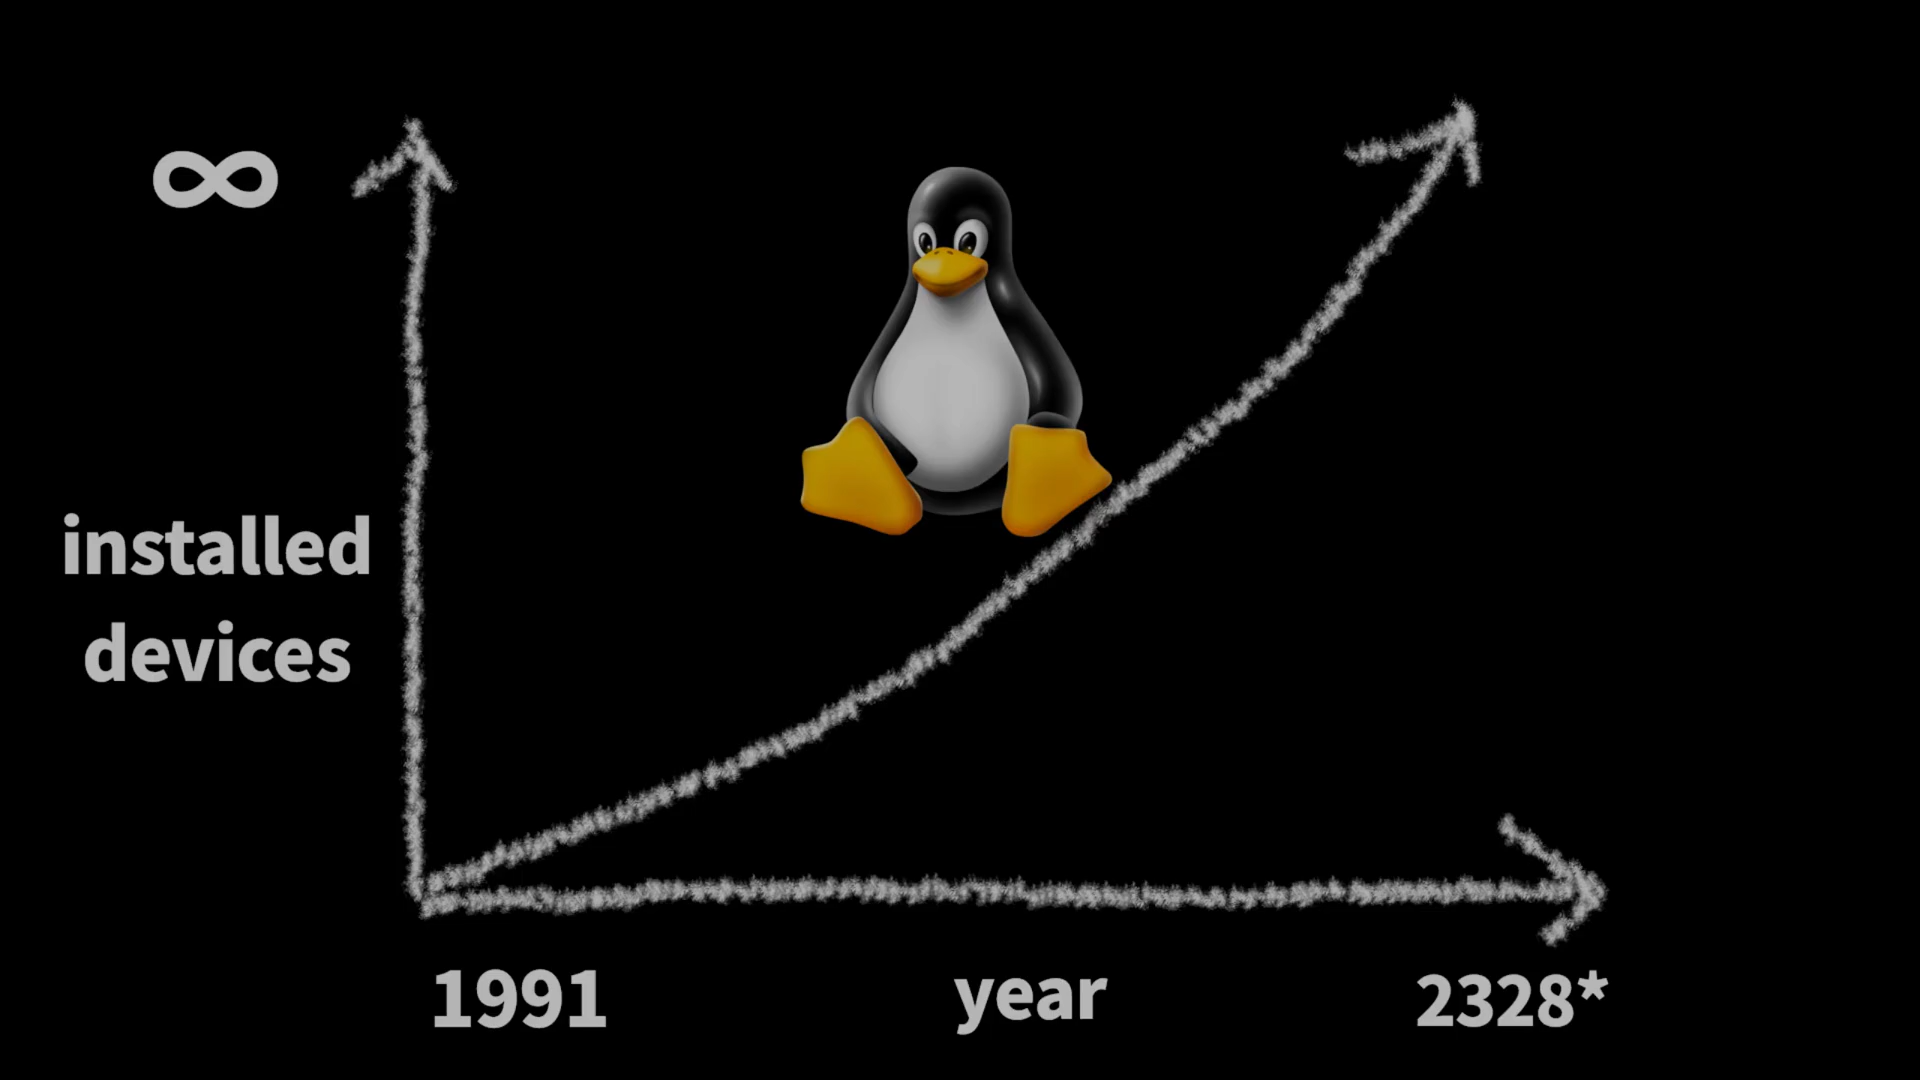 ∞
installed
devices
1991 year 2328*